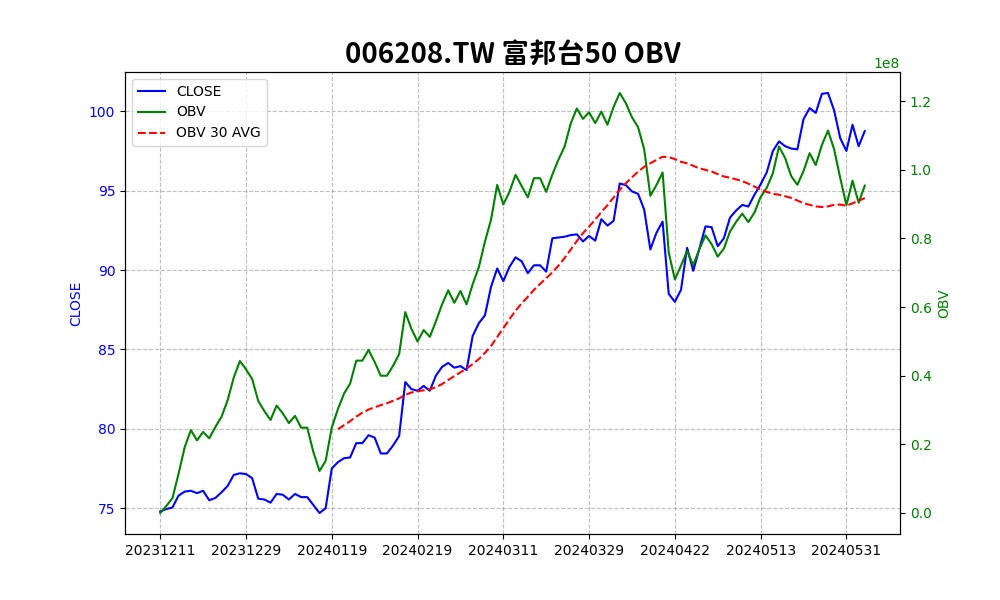 006208.TW 富邦台50 OBV
1e8
CLOSE
OBV
OBV 30 AVG
100
95
90
85
80
75
CLOSE
1.2
1.0
0.8
0.6
0.4
0.2
0.0
OBV
20231211 20231229 20240119 20240219 20240311 20240329 20240422 20240513 20240531